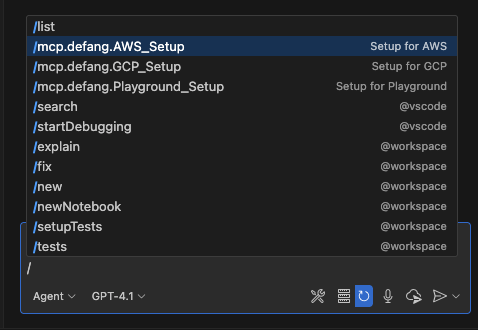 /list
/mcp.defang.AWS_Setup Setup for AWS
/mcp.defang.GCP_Setup Setup for GCP
/mcp.defang.Playground_Setup Setup for Playground
/search @vscode
/startDebugging @vscode
/explain @workspace
/fix @workspace
/new @workspace
/newNotebook @workspace
/setupTests @workspace
/tests @workspace
/
Agent GPT-4.1